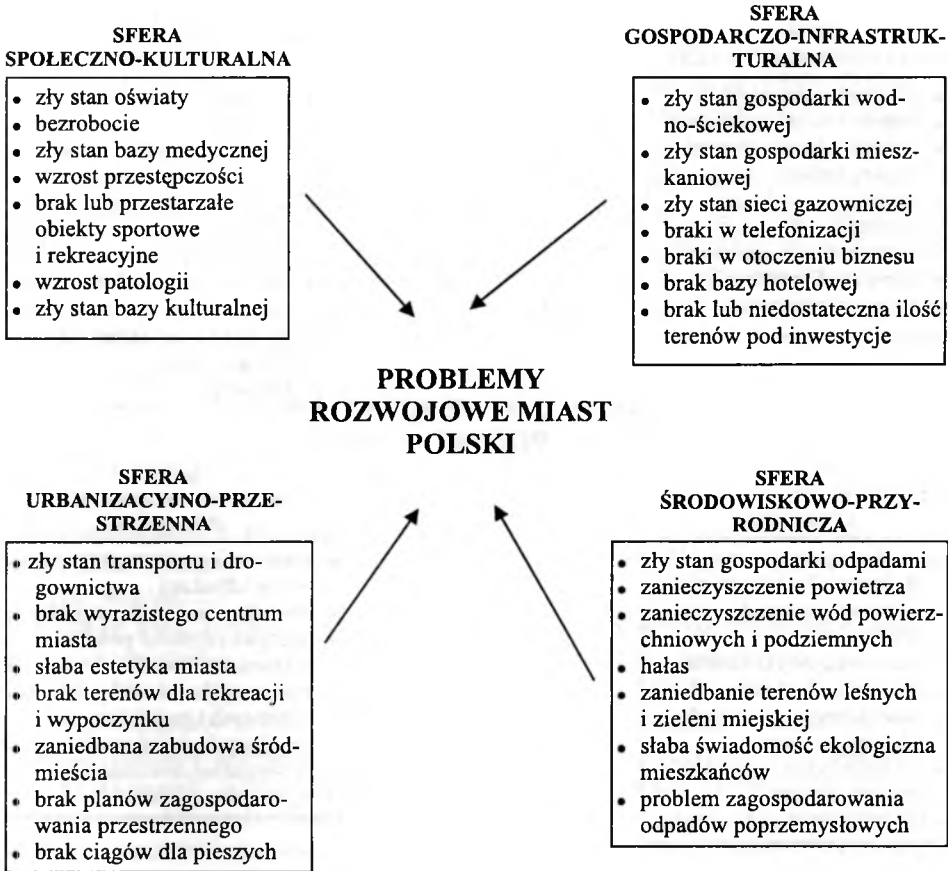 SFERA
SPOŁECZNO-KULTURALNA
• zły stan oświaty
• bezrobocie
• zły stan bazy medycznej
• wzrost przestępczości
• brak lub przestarzałe
obiekty sportowe
i rekreacyjne
• wzrost patologii
• zły stan bazy kulturalnej
SFERA
GOSPODARCZO-INFRASTRUK-
TURALNA
• zły stan gospodarki wod-
no-ściekowej
• zły stan gospodarki miesz-
kaniowej
• zły stan sieci gazowniczej
• braki w telefonizacji
• braki w otoczeniu biznesu
• brak bazy hotelowej
• brak lub niedostateczna ilość
terenów pod inwestycje
PROBLEMY
ROZWOJOWE MIAST
POLSKI
SFERA
URBANIZACYJNO-PRZE-
STRZENNA
• zły stan transportu i dro-
gownictwa
• brak wyrazistego centrum
miasta
• słaba estetyka miasta
• brak terenów dla rekreacji
i wypoczynku
• zaniedbana zabudowa śród-
mieścia
• brak planów zagospodaro-
wania przestrzennego
• brak ciągów dla pieszych
SFERA
ŚRODOWISKOWO-PRZY-
RODNICZA
• zły stan gospodarki odpadami
• zanieczyszczenie powietrza
• zanieczyszczenie wód powierz-
chniowych i podziemnych
• hałas
• zaniedbanie terenów leśnych
i zieleni miejskiej
• słaba świadomość ekologiczna
mieszkańców
• problem zagospodarowania
odpadów poprzemysłowych